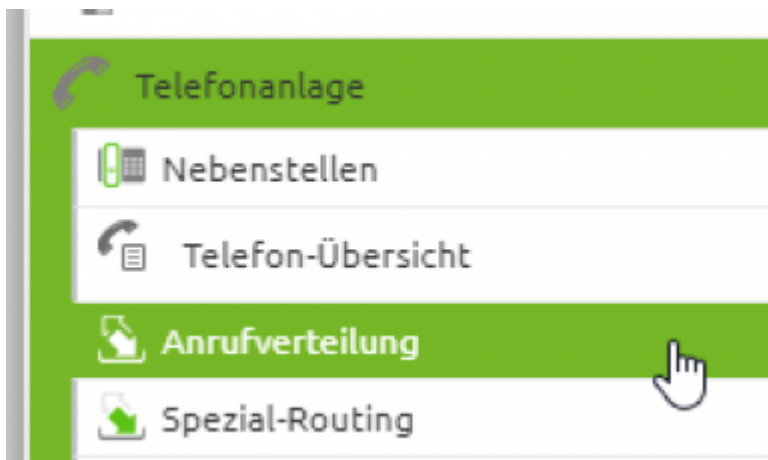 Telefonanlage
Nebenstellen
Telefon-Übersicht
Anrufverteilung
Spezial-Routing